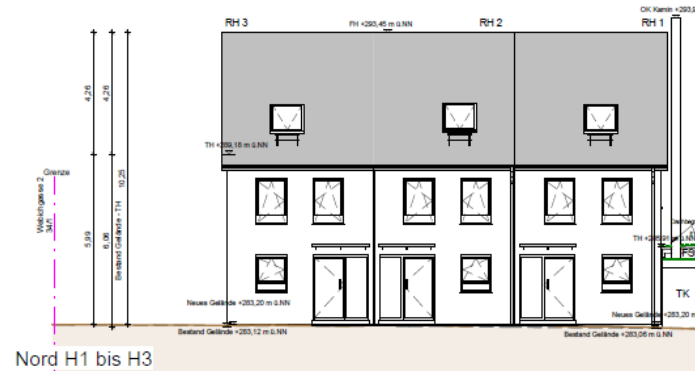 OK Kamin +293,9
RH 3
FH +293,45 m ü.NN
RH 2
RH 1
4,26
4,26
TH +289,18 m ü.NN
Grenze
Webichgasse 2
34/1
5,99
6,06
Bestand Gelände - TH
10,25
TK
Neues Gelände +283,20 m ü.NN
Neues Gelände +283,20 m
Bestand Gelände +283,12 m ü.NN
Bestand Gelände +283,06 m ü.NN
Nord H1 bis H3